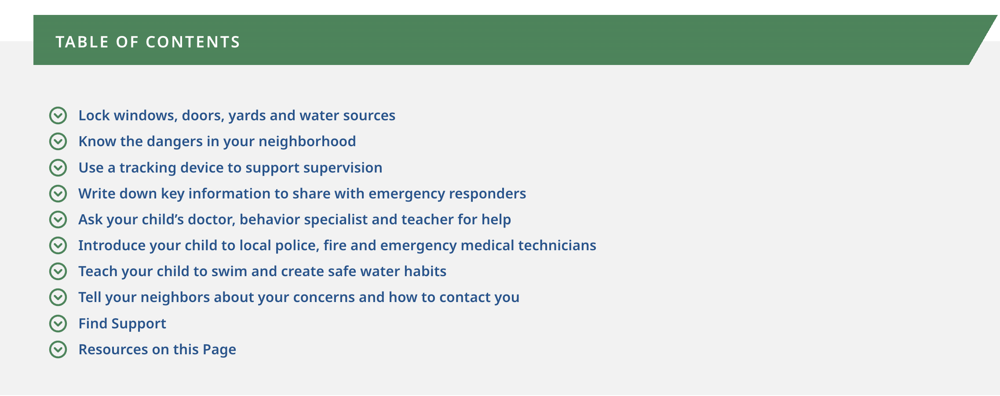 TABLE OF CONTENTS
Lock windows, doors, yards and water sources
Know the dangers in your neighborhood
Use a tracking device to support supervision
Write down key information to share with emergency responders
Ask your child’s doctor, behavior specialist and teacher for help
Introduce your child to local police, fire and emergency medical technicians
Teach your child to swim and create safe water habits
Tell your neighbors about your concerns and how to contact you
Find Support
Resources on this Page